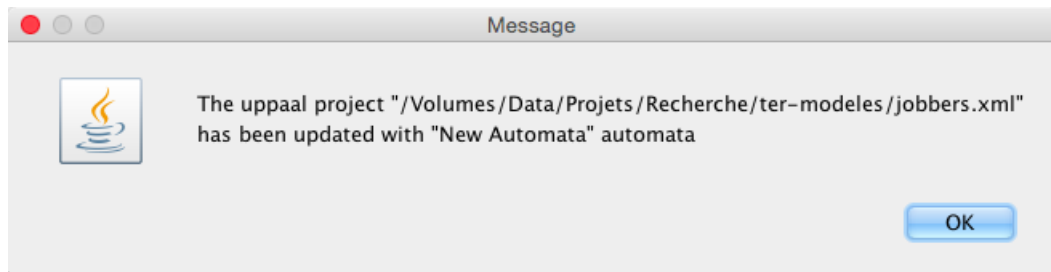 Message
The uppaal project "/Volumes/Data/Projets/Recherche/ter-modeles/jobbers.xml"
has been updated with "New Automata" automata
OK